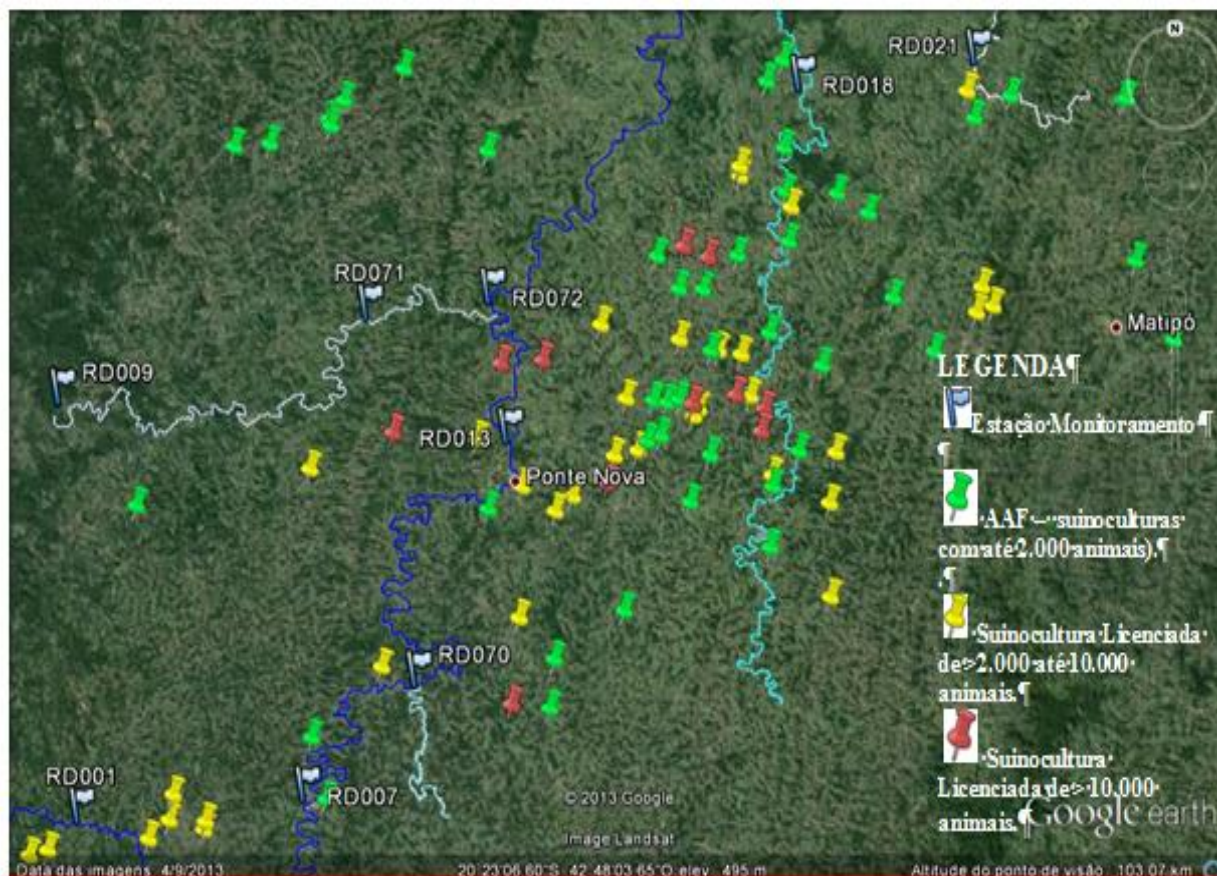 RD021
RD018
RD071
RD072
RD009
Matipó
LEGENDA¶
Estação·Monitoramento¶
¶
RD013
Ponte Nova
·AAF·–··suinoculturas·
com·até·2.000·animais).¶
.¶
·Suinocultura·Licenciada·
de·>2.000·até·10.000·
animais.¶
RD070
·Suinocultura·
Licenciada·de·>·10.000·
animais.¶
RD001
RD007
© 2013 Google
Image Landsat
Google earth
Data das imagens: 4/9/2013
20 23 06.60"S 42 48 03.65"O elev 495 m
Altitude do ponto de visão 103.07 km
N